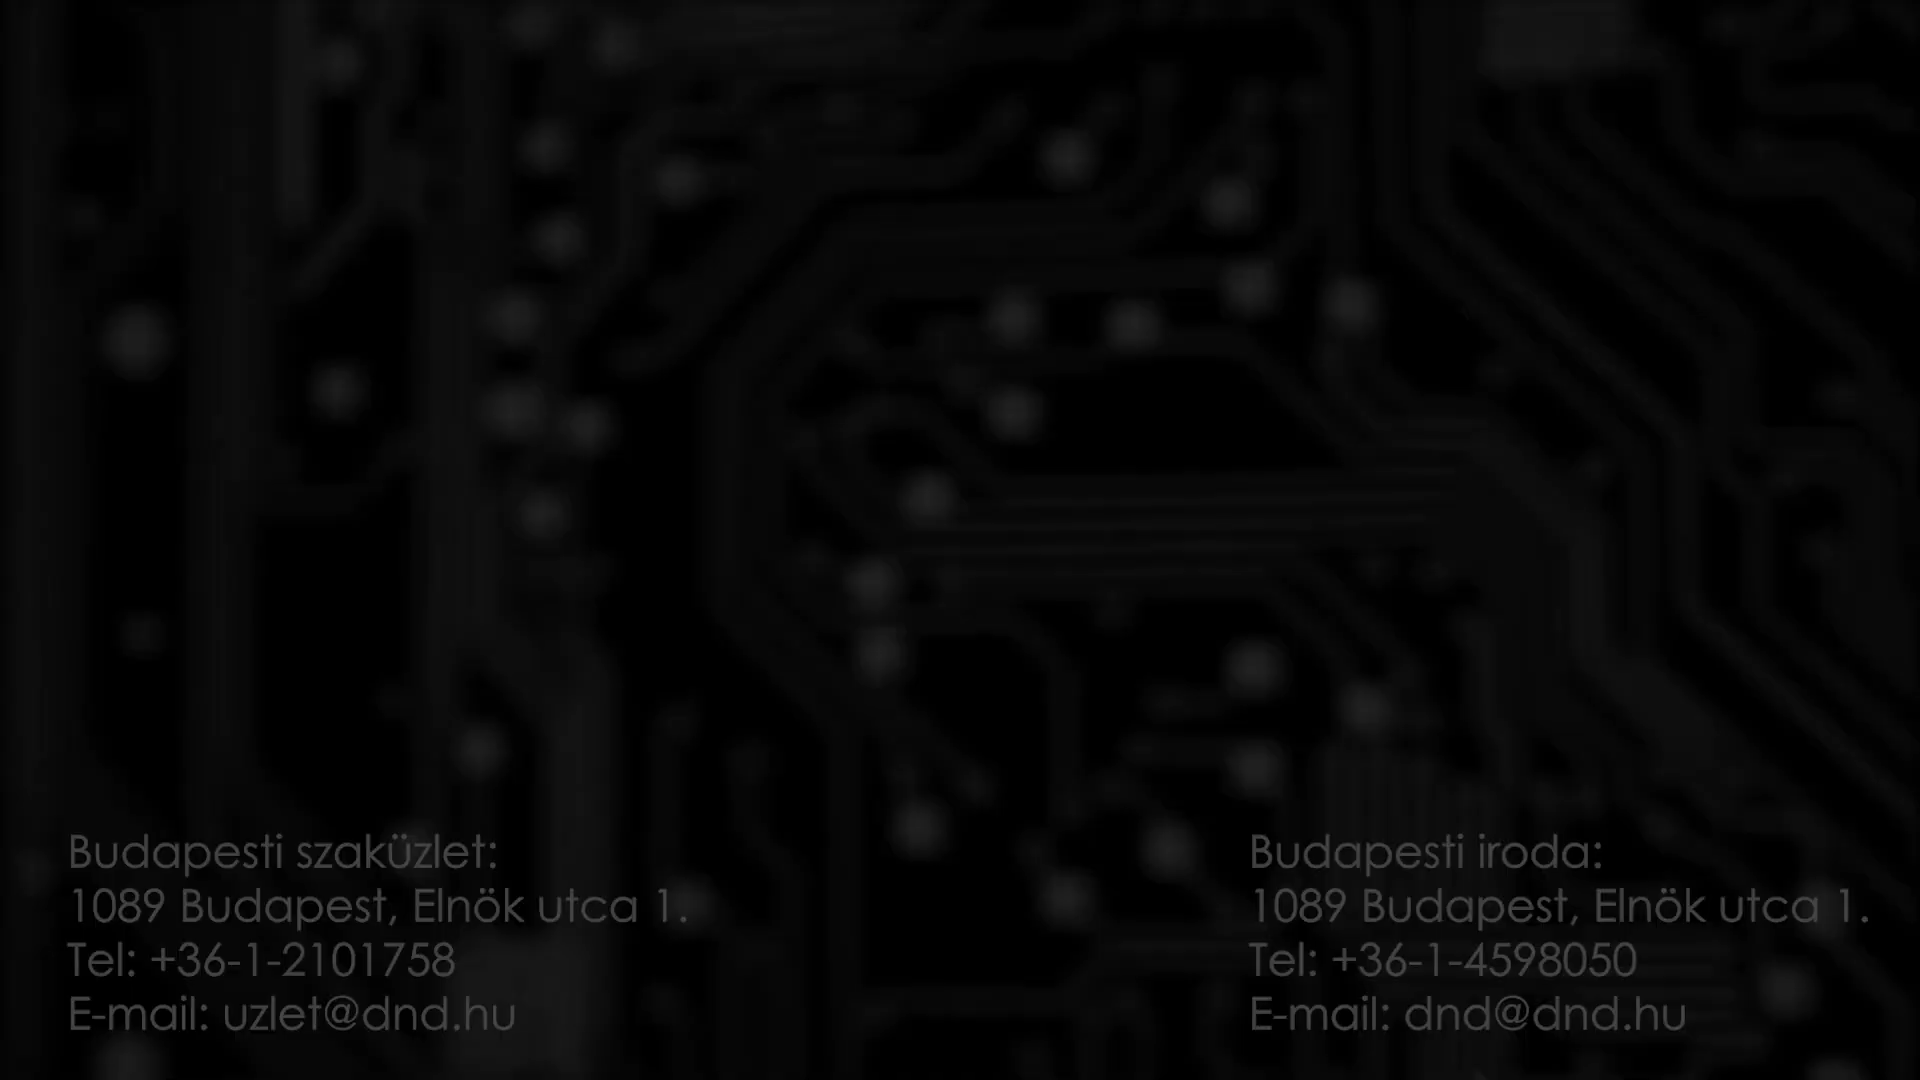 Budapesti szaküzlet:
1089 Budapest, Elnök utca 1.
Tel: +36-1-2101758
E-mail: uzlet@dnd.hu
Budapesti iroda:
1089 Budapest, Elnök utca 1.
Tel: +36-1-4598050
E-mail: dnd@dnd.hu